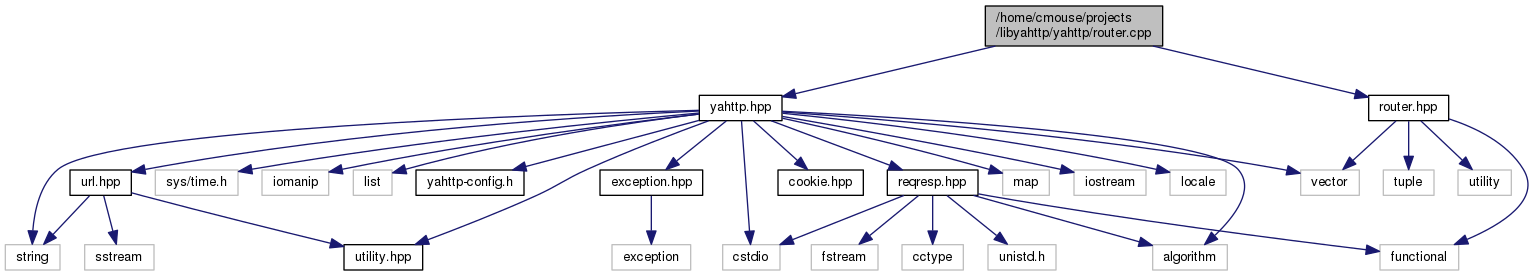 /home/cmouse/projects
/libyahttp/yahttp/router.cpp
yahttp.hpp
router.hpp
url.hpp
sys/time.h
iomanip
list
yahttp-config.h
exception.hpp
cookie.hpp
reqresp.hpp
map
iostream
locale
vector
tuple
utility
string
sstream
utility.hpp
exception
cstdio
fstream
cctype
unistd.h
algorithm
functional